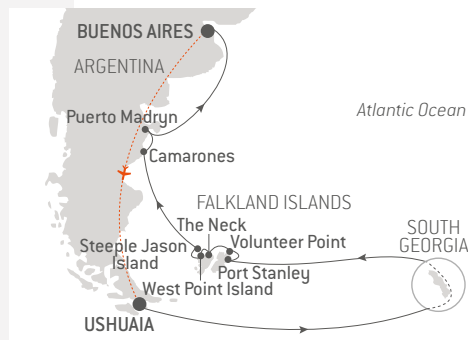 BUENOS AIRES
ARGENTINA
Atlantic Ocean
Puerto Madryn
Camarones
FALKLAND ISLANDS
The Neck
Steeple Jason
Island
Volunteer Point
SOUTH
GEORGIA
Port Stanley
West Point Island
USHUAIA